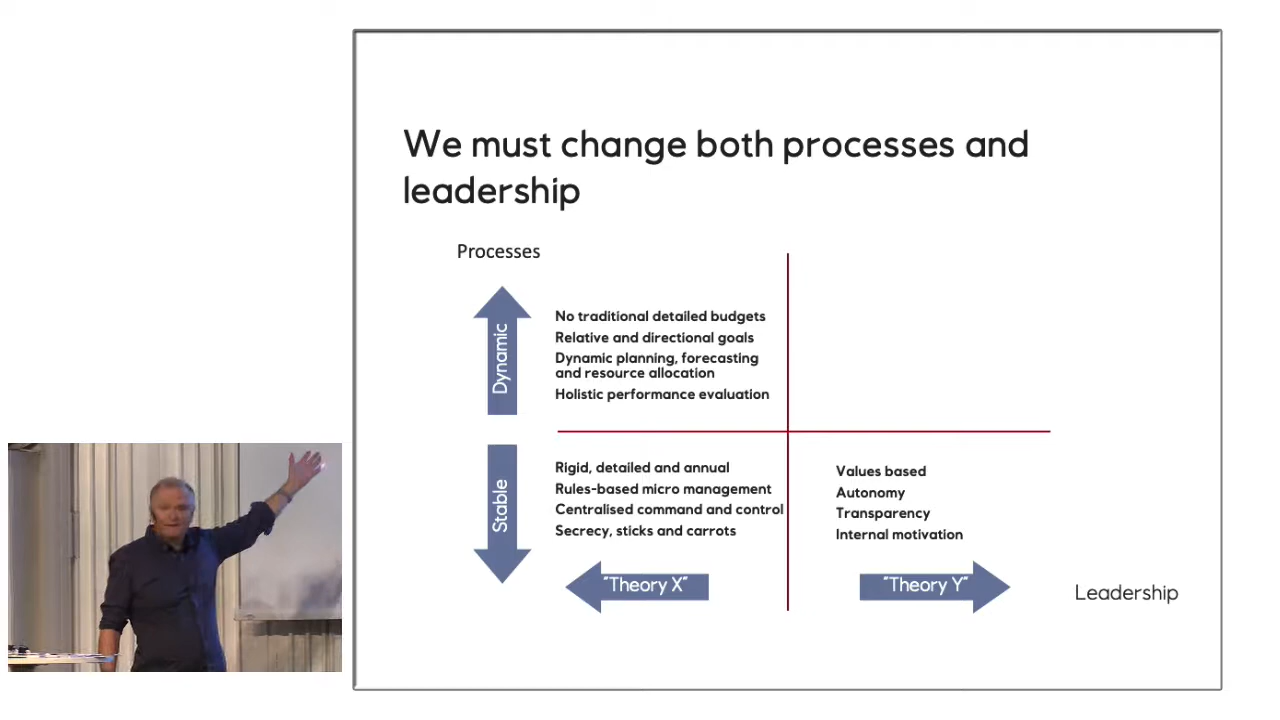 We must change both processes and
leadership
Processes
Dynamic
No traditional detailed budgets
Relative and directional goals
Dynamic planning, forecasting
and resource allocation
Holistic performance evaluation
Stable
Rigid, detailed and annual
Rules-based micro management
Centralised command and control
Secrecy, sticks and carrots
Values based
Autonomy
Transparency
Internal motivation
"Theory X"
"Theory Y"
Leadership